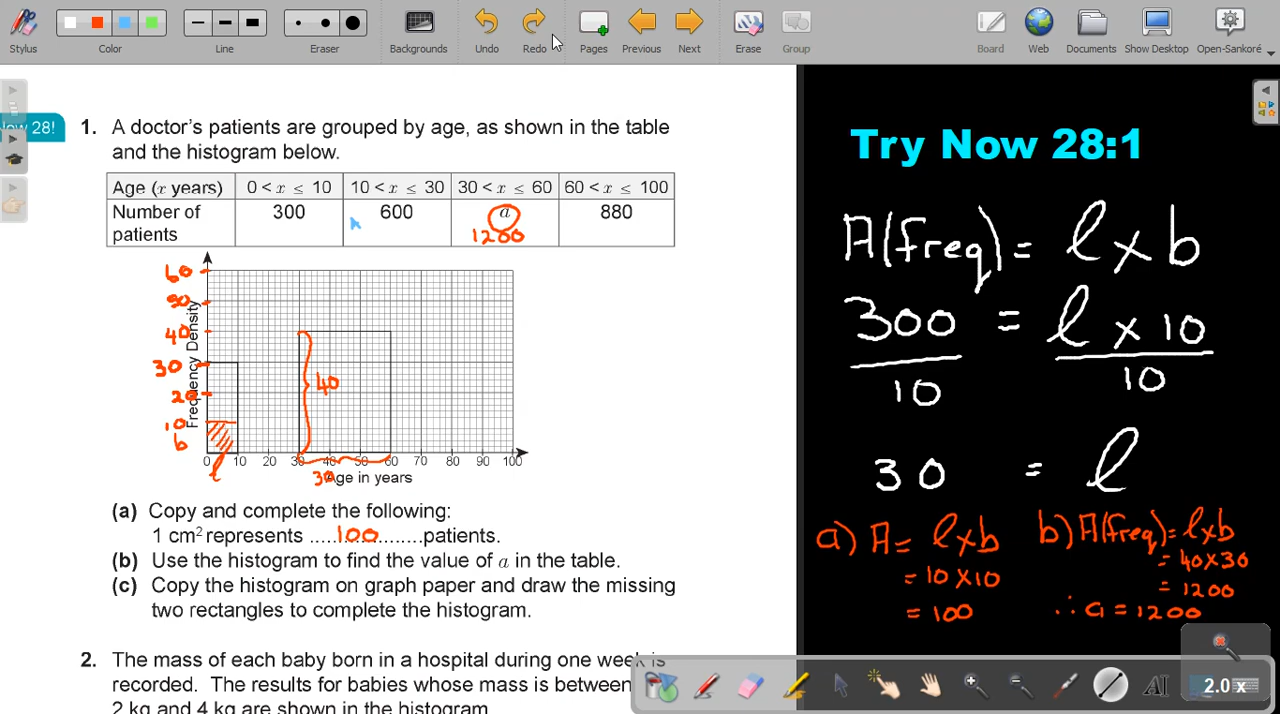 Stylus Color Line Eraser Backgrounds Undo Redo Pages Previous Next Erase Group Board Web Documents Show Desktop Open-Sankoré
Now 28!
1. A doctor's patients are grouped by age, as shown in the table
and the histogram below.
Age (x years) 0 < x ≤ 10 10 < x ≤ 30 30 < x ≤ 60 60 < x ≤ 100
Number of patients 300 600 a 880
1200
60
50
40
30
20
10
b
Frequency Density
40
0 10 20 30 40 50 60 70 80 90 100
l
30
Age in years
(a) Copy and complete the following:
1 cm² represents .....100........patients.
(b) Use the histogram to find the value of a in the table.
(c) Copy the histogram on graph paper and draw the missing
two rectangles to complete the histogram.
2. The mass of each baby born in a hospital during one week is
recorded. The results for babies whose mass is between
2 kg and 4 kg are shown in the histogram
Try Now 28:1
A(freq) = l x b
300 = l x 10
10 10
30 = l
a) A = l x b
= 10 x 10
= 100
b) A(freq) = l x b
= 40 x 30
= 1200
∴ a = 1200
2.0 x